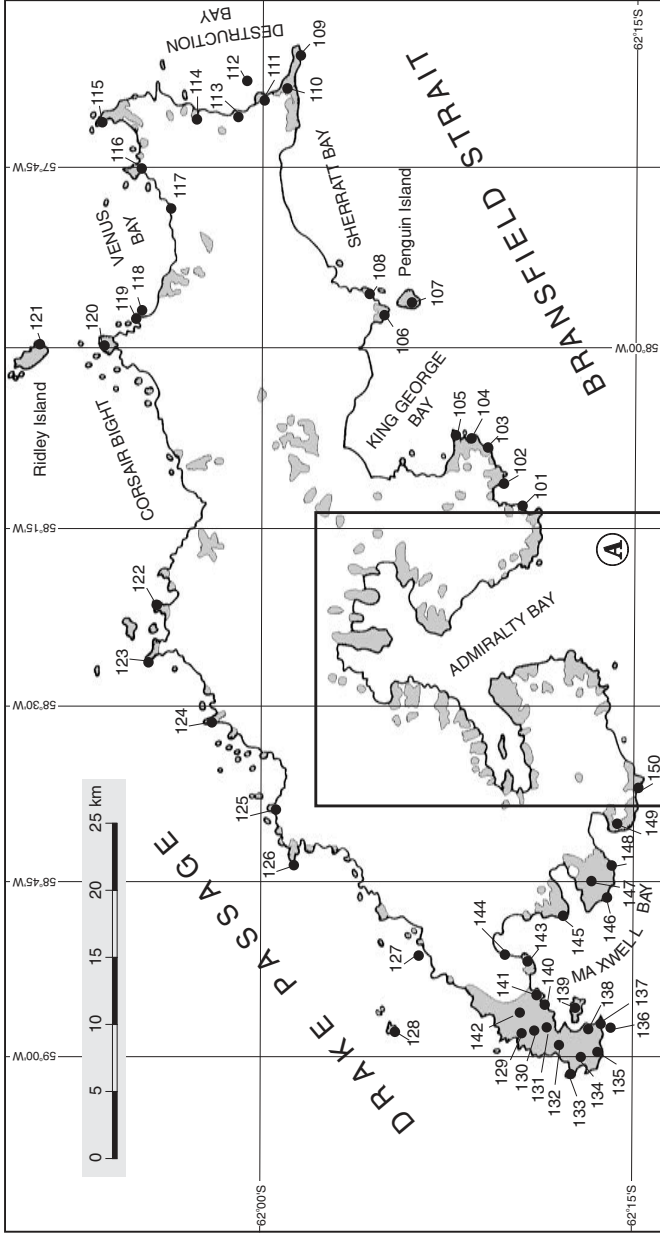 DESTRUCTION
BAY
109
110
111
112
113
114
115
116
117
118
119
120
121
VENUS
BAY
Ridley Island
CORSAIR BIGHT
SHERRATT BAY
Penguin Island
108
107
106
KING GEORGE
BAY
105
104
103
102
101
BRANSFIELD STRAIT
A
ADMIRALTY BAY
122
123
124
125
126
127
128
DRAKE PASSAGE
129
130
131
132
133
134
135
136
137
138
139
140
141
142
143
144
145
146
147
148
149
150
MAXWELL BAY
0 5 10 15 20 25 km
57°45'W
58°00'W
58°15'W
58°30'W
58°45'W
59°00'W
62°00'S
62°15'S
62°15'S